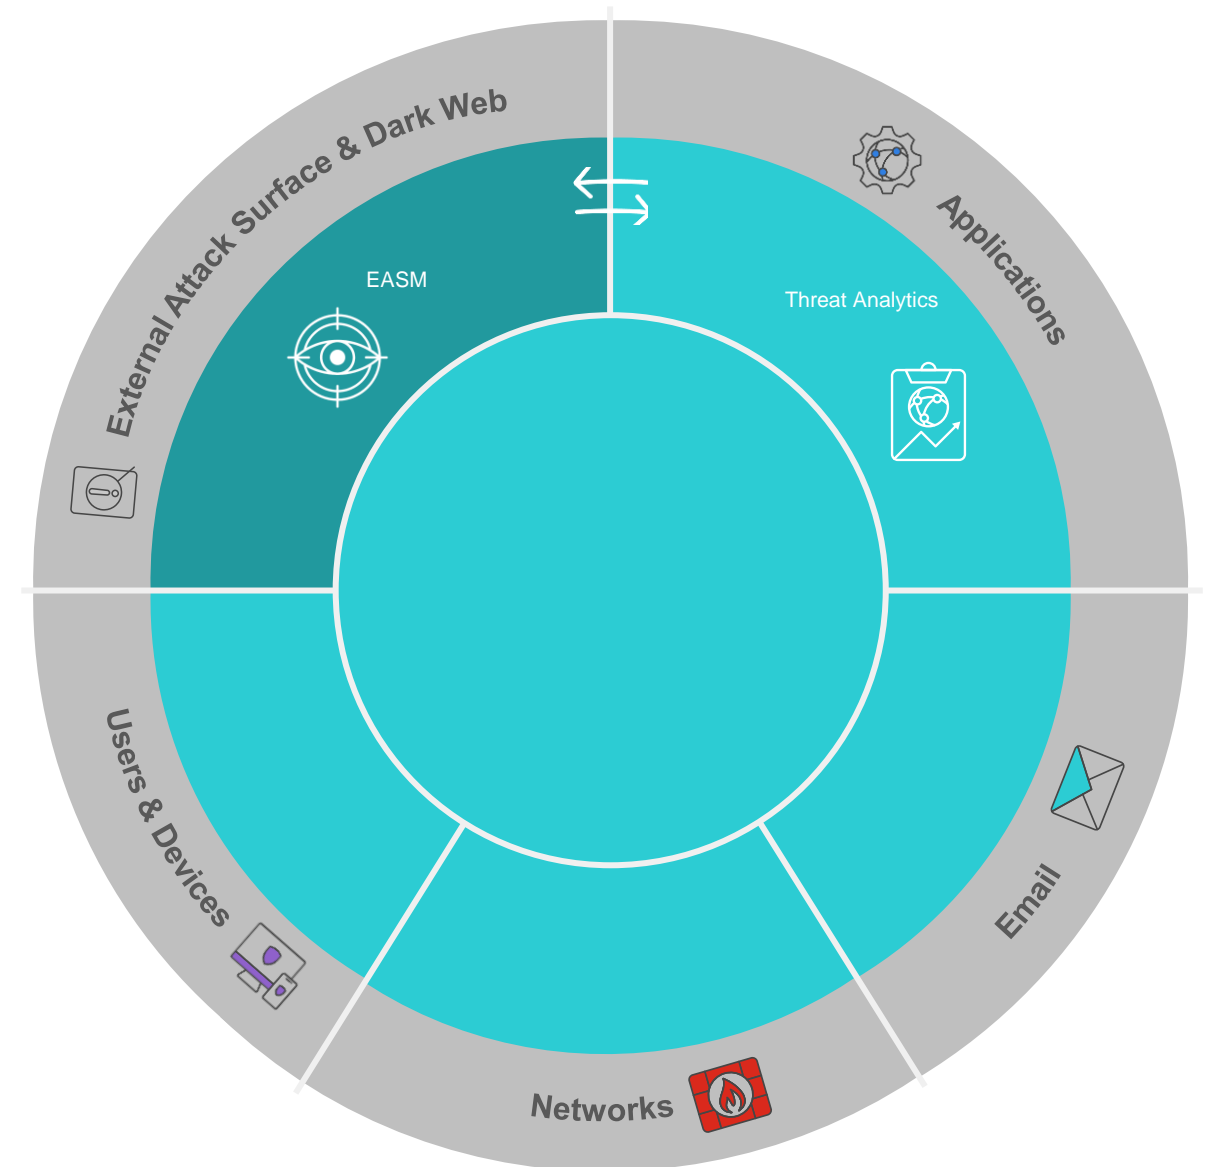 External Attack Surface & Dark Web
Applications
EASM
Threat Analytics
Users & Devices
Email
Networks